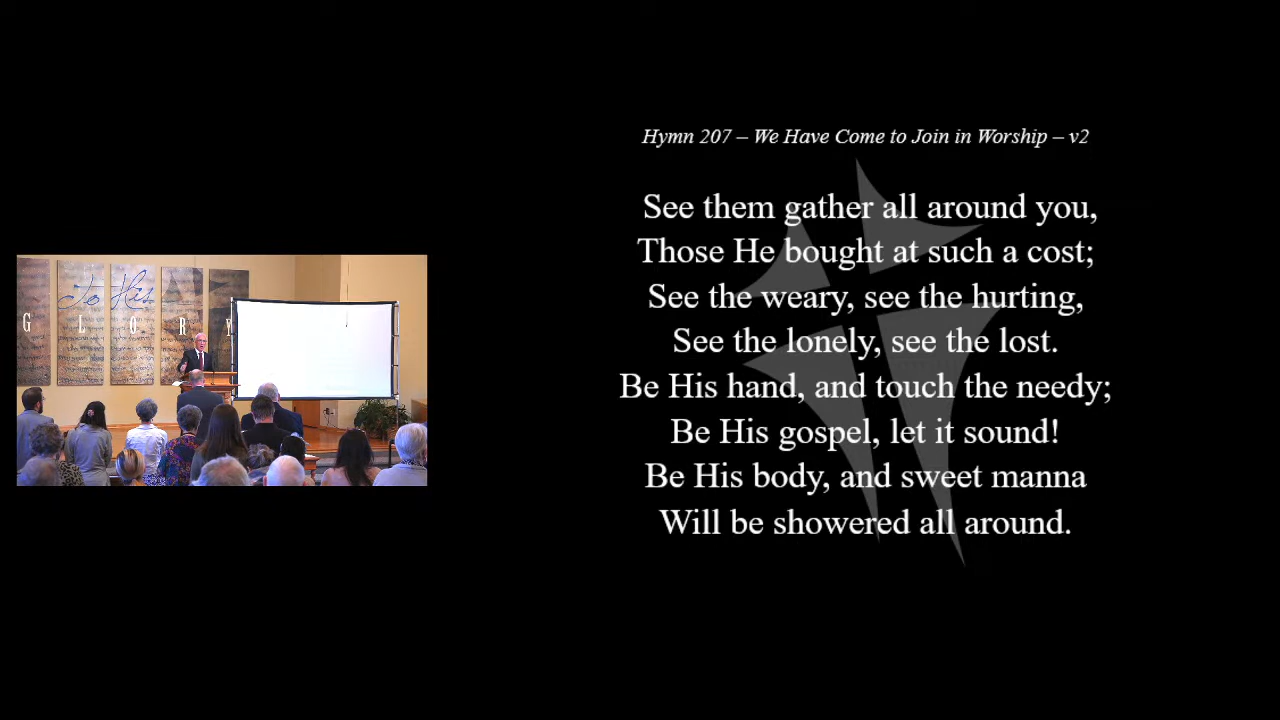 To His
GLORY
Hymn 207 – We Have Come to Join in Worship – v2
See them gather all around you,
Those He bought at such a cost;
See the weary, see the hurting,
See the lonely, see the lost.
Be His hand, and touch the needy;
Be His gospel, let it sound!
Be His body, and sweet manna
Will be showered all around.